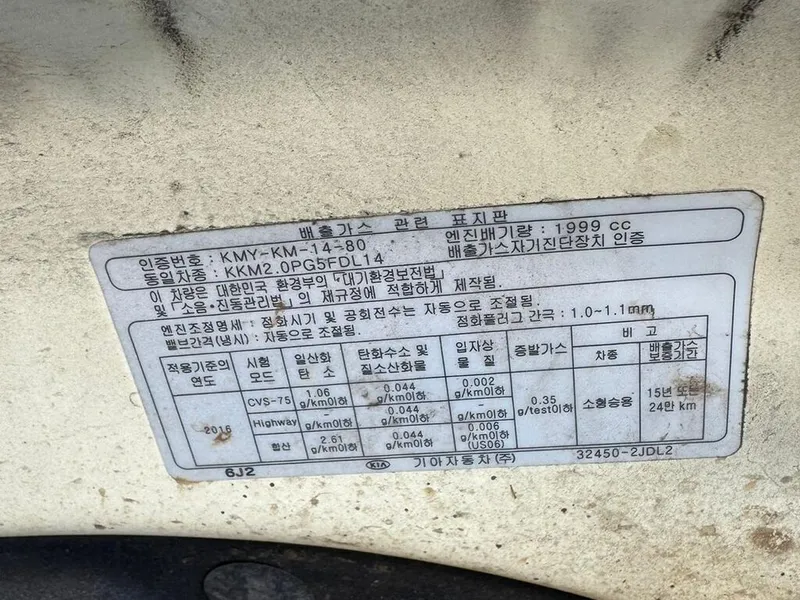 배출가스 관련 표지판
인증번호 : KMY-KM-14-80 엔진배기량 : 1999 cc
동일차종 : KKM2.0PG5FDL14 배출가스자기진단장치 인증
이 차량은 대한민국 환경부의 「대기환경보전법」
및 「소음·진동관리법」의 제규정에 적합하게 제작됨.
엔진조정명세 : 점화시기 및 공회전수는 자동으로 조절됨.
밸브간격(냉시) : 자동으로 조절됨. 점화플러그 간극 : 1.0~1.1mm
적용기준의 연도 시험 모드 일산화 탄소 탄화수소 및 질소산화물 입자상 물질 증발가스 비고
차종 배출가스 보증기간
2016 CVS-75 1.06 g/km이하 0.044 g/km이하 0.002 g/km이하 0.35 g/test이하 소형승용 15년 또는 24만 km
Highway - g/km이하 0.044 g/km이하 - g/km이하
합산 2.61 g/km이하 0.044 g/km이하 0.006 g/km이하 (US06)
6J2 KIA 기아자동차(주) 32450-2JDL2